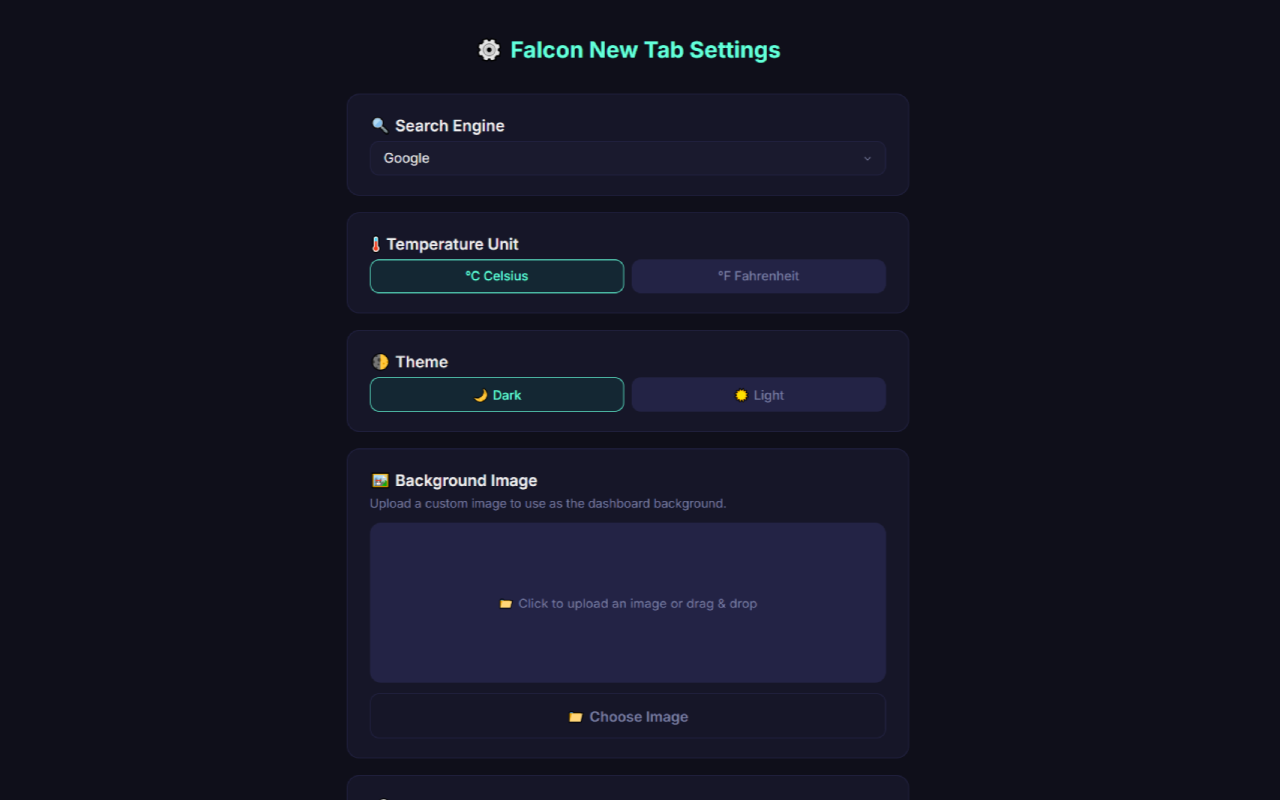 Falcon New Tab Settings
Search Engine
Google
Temperature Unit
°C Celsius
°F Fahrenheit
Theme
Dark
Light
Background Image
Upload a custom image to use as the dashboard background.
Click to upload an image or drag & drop
Choose Image